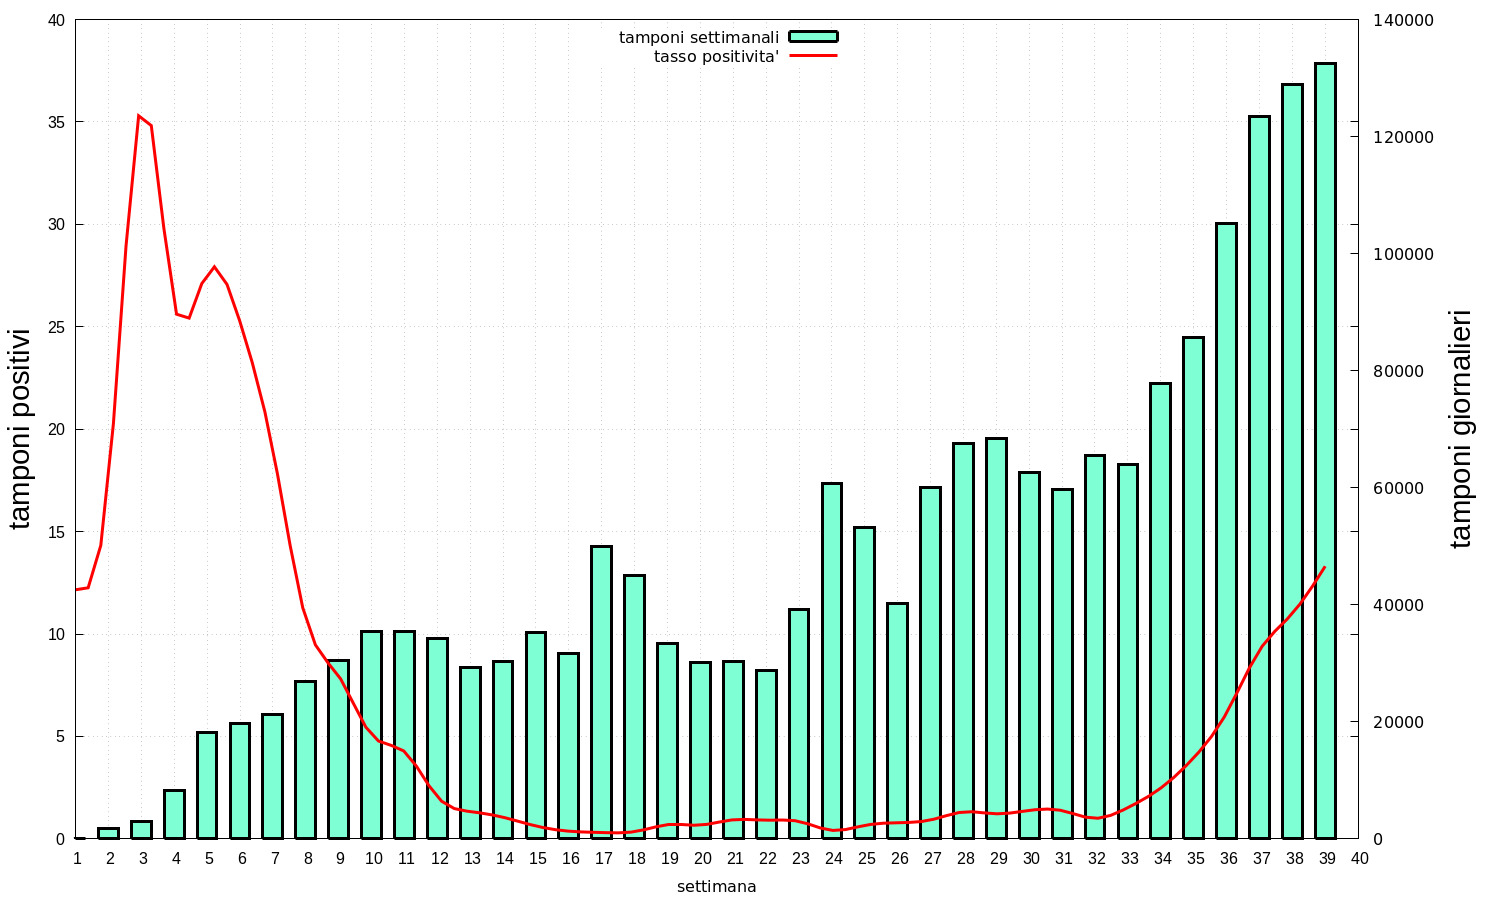 tamponi settimanali
tasso positivita'
40
35
30
25
20
15
10
5
0
tamponi positivi
140000
120000
100000
80000
60000
40000
20000
0
tamponi giornalieri
1 2 3 4 5 6 7 8 9 10 11 12 13 14 15 16 17 18 19 20 21 22 23 24 25 26 27 28 29 30 31 32 33 34 35 36 37 38 39 40
settimana